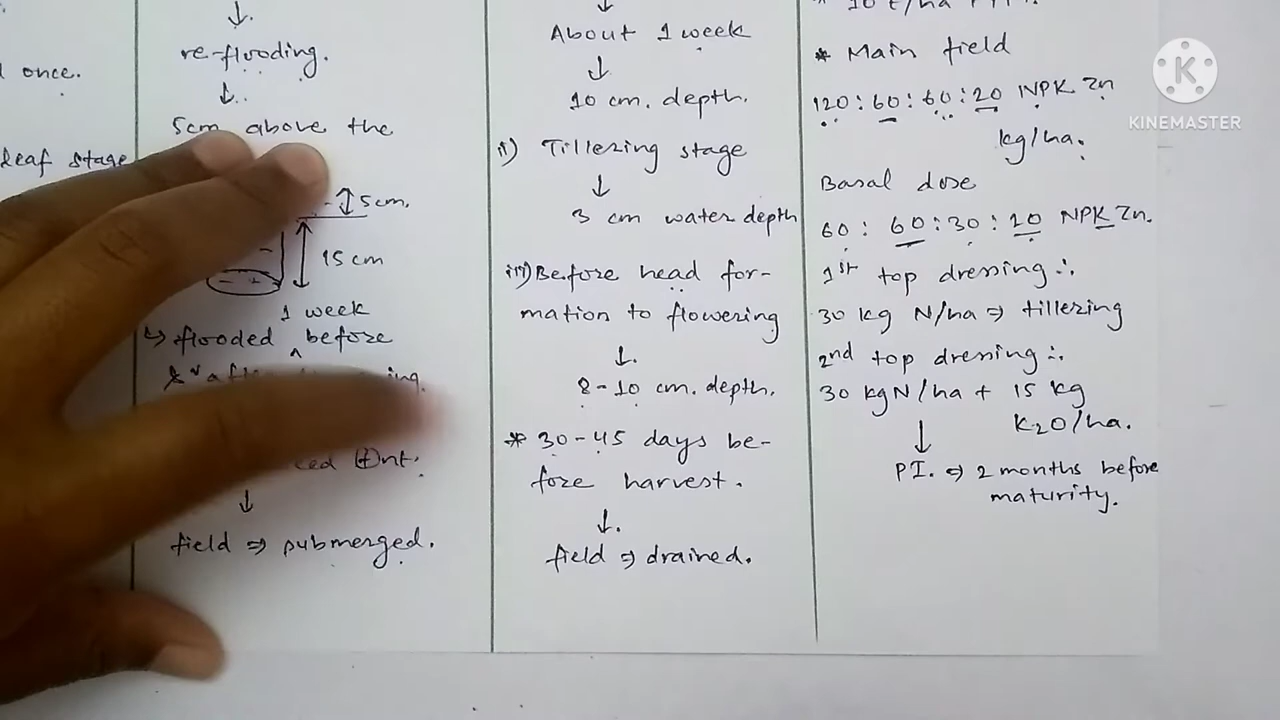 l once.
leaf stage
↓.
re-flooding.
↓..
5cm above the
↕5cm.
15 cm
1 week
↳ flooded ^ before
&
↓
field ⇒ submerged.
↓
About 1 week
↓
10 cm. depth.
ii) Tillering stage
↓
3 cm water depth
iii) Before head for-
mation to flowering
↓.
8-10 cm. depth.
* 30-45 days be-
fore harvest.
↓.
field ⇒ drained.
* 10 t/ha
* Main field
120 : 60 : 60 : 20 NPK Zn
kg/ha.
Basal dose
60 : 60 : 30 : 20 NPK Zn.
1st top dressing ∴
30 kg N/ha ⇒ tillering
2nd top dressing ∴
30 kg N/ha + 15 kg
K2O/ha.
↓
PI. ⇒ 2 months before
maturity.
K
KINEMASTER